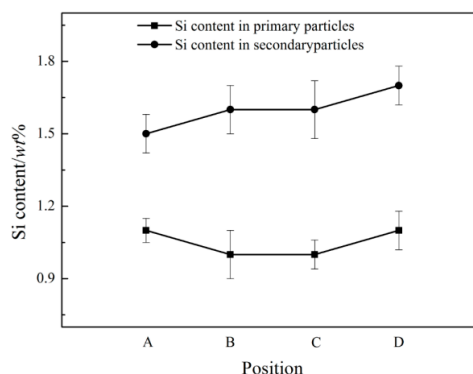 Si content in primary particles
Si content in secondaryparticles
1.8
1.5
1.2
0.9
Si content/wt%
A B C D
Position